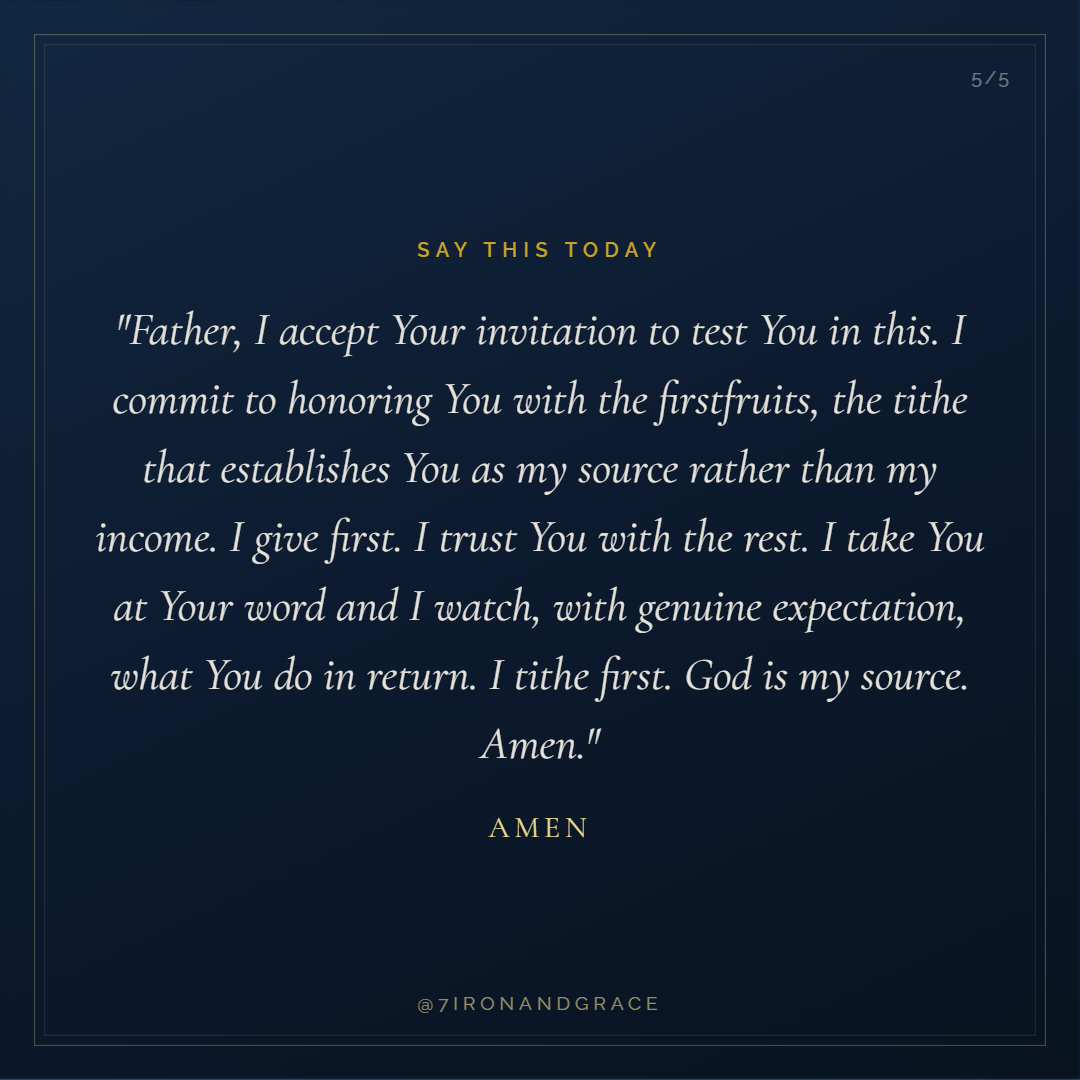 5/5
SAY THIS TODAY
"Father, I accept Your invitation to test You in this. I
commit to honoring You with the firstfruits, the tithe
that establishes You as my source rather than my
income. I give first. I trust You with the rest. I take You
at Your word and I watch, with genuine expectation,
what You do in return. I tithe first. God is my source.
Amen."
AMEN
@7IRONANDGRACE